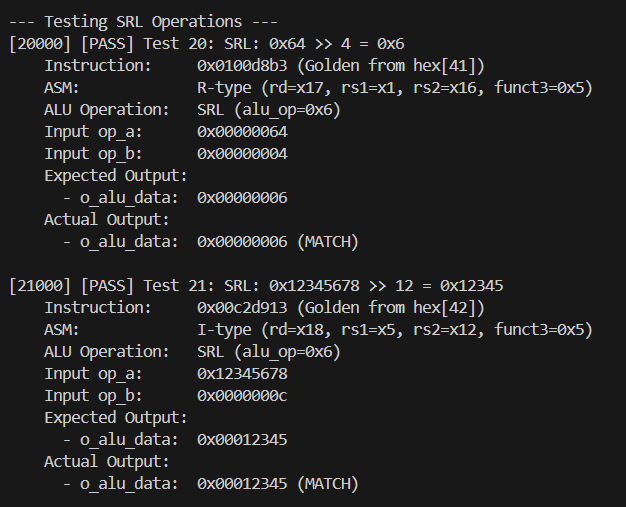 --- Testing SRL Operations ---
[20000] [PASS] Test 20: SRL: 0x64 >> 4 = 0x6
Instruction: 0x0100d8b3 (Golden from hex[41])
ASM: R-type (rd=x17, rs1=x1, rs2=x16, funct3=0x5)
ALU Operation: SRL (alu_op=0x6)
Input op_a: 0x00000064
Input op_b: 0x00000004
Expected Output:
- o_alu_data: 0x00000006
Actual Output:
- o_alu_data: 0x00000006 (MATCH)
[21000] [PASS] Test 21: SRL: 0x12345678 >> 12 = 0x12345
Instruction: 0x00c2d913 (Golden from hex[42])
ASM: I-type (rd=x18, rs1=x5, rs2=x12, funct3=0x5)
ALU Operation: SRL (alu_op=0x6)
Input op_a: 0x12345678
Input op_b: 0x0000000c
Expected Output:
- o_alu_data: 0x00012345
Actual Output:
- o_alu_data: 0x00012345 (MATCH)